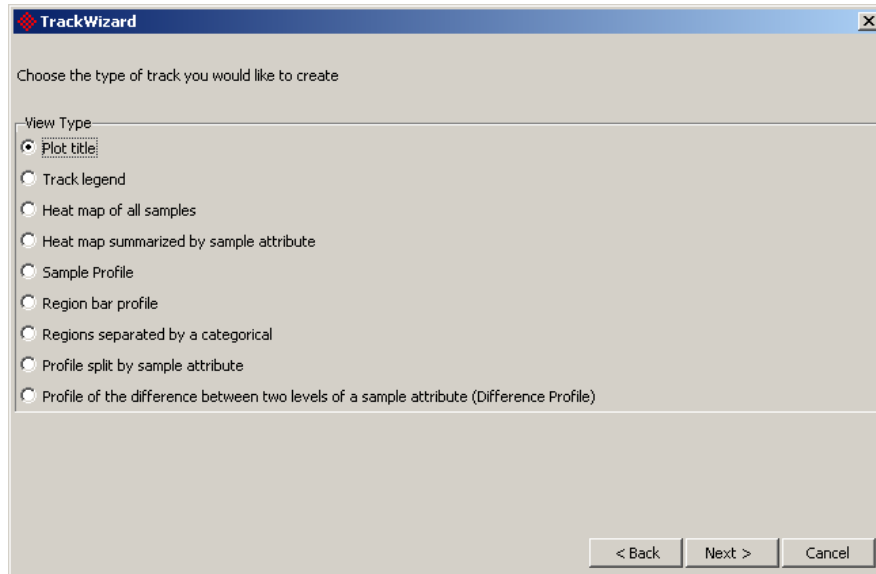 TrackWizard
Choose the type of track you would like to create
View Type
Plot title
Track legend
Heat map of all samples
Heat map summarized by sample attribute
Sample Profile
Region bar profile
Regions separated by a categorical
Profile split by sample attribute
Profile of the difference between two levels of a sample attribute (Difference Profile)
< Back Next > Cancel